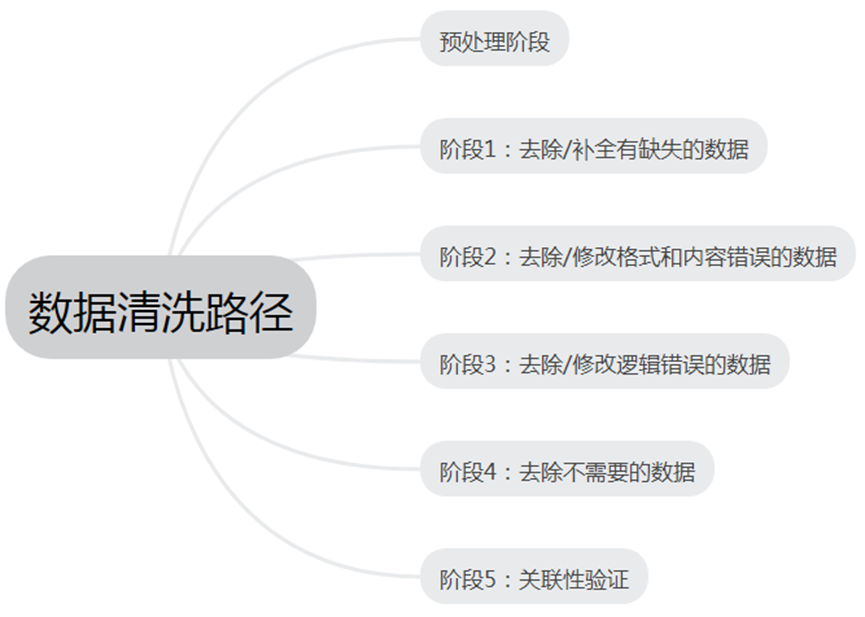 预处理阶段
阶段1：去除/补全有缺失的数据
阶段2：去除/修改格式和内容错误的数据
数据清洗路径
阶段3：去除/修改逻辑错误的数据
阶段4：去除不需要的数据
阶段5：关联性验证